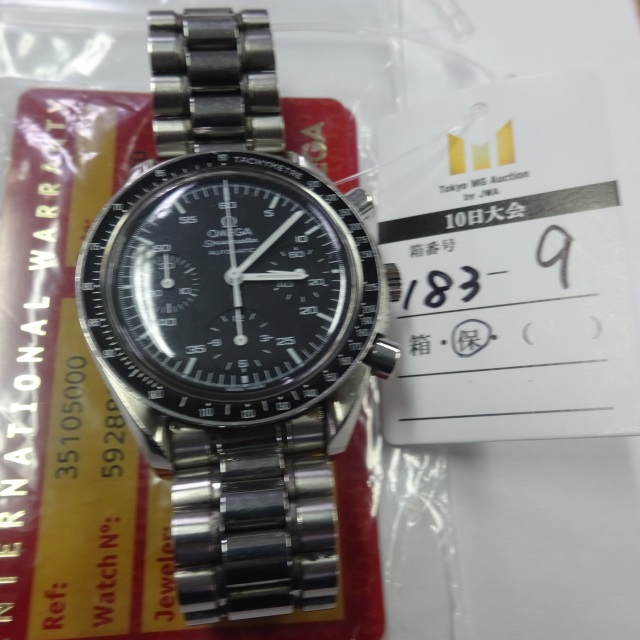 INTERNATIONAL WARRANTY
Ref: 35105000
Watch Nº:
Jeweler
TACHYMETRE
OMEGA
Speedmaster
AUTOMATIC
Tokyo MG Auction
by JWA
10日大会
箱番号
183-9
箱・保・( )